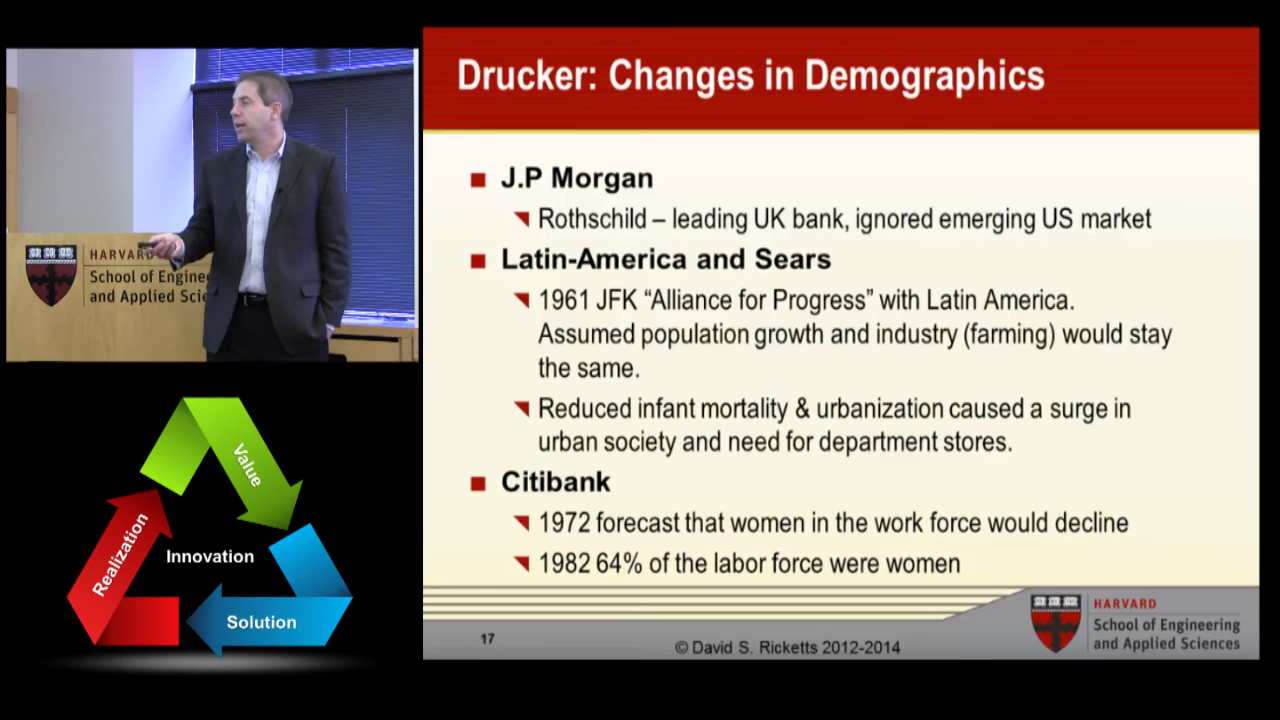 Drucker: Changes in Demographics
J.P Morgan
Rothschild – leading UK bank, ignored emerging US market
Latin-America and Sears
1961 JFK “Alliance for Progress” with Latin America.
Assumed population growth and industry (farming) would stay
the same.
Reduced infant mortality & urbanization caused a surge in
urban society and need for department stores.
Citibank
1972 forecast that women in the work force would decline
1982 64% of the labor force were women
17
© David S. Ricketts 2012-2014
HARVARD
School of Engineering
and Applied Sciences
HARVARD
School of Enginee
and Applied Scie
Value
Realization
Innovation
Solution